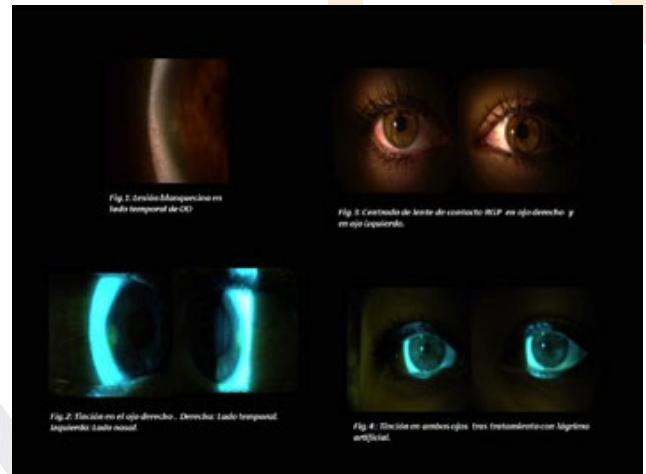 Fig.1: Lesión blanquecina en
lado temporal de OD
Fig. 3: Centrado de lente de contacto RGP en ojo derecho y
en ojo izquierdo.
Fig.2: Tinción en el ojo derecho. Derecha: Lado temporal.
Izquierda: Lado nasal.
Fig.4: Tinción en ambos ojos tras tratamiento con lágrima
artificial.